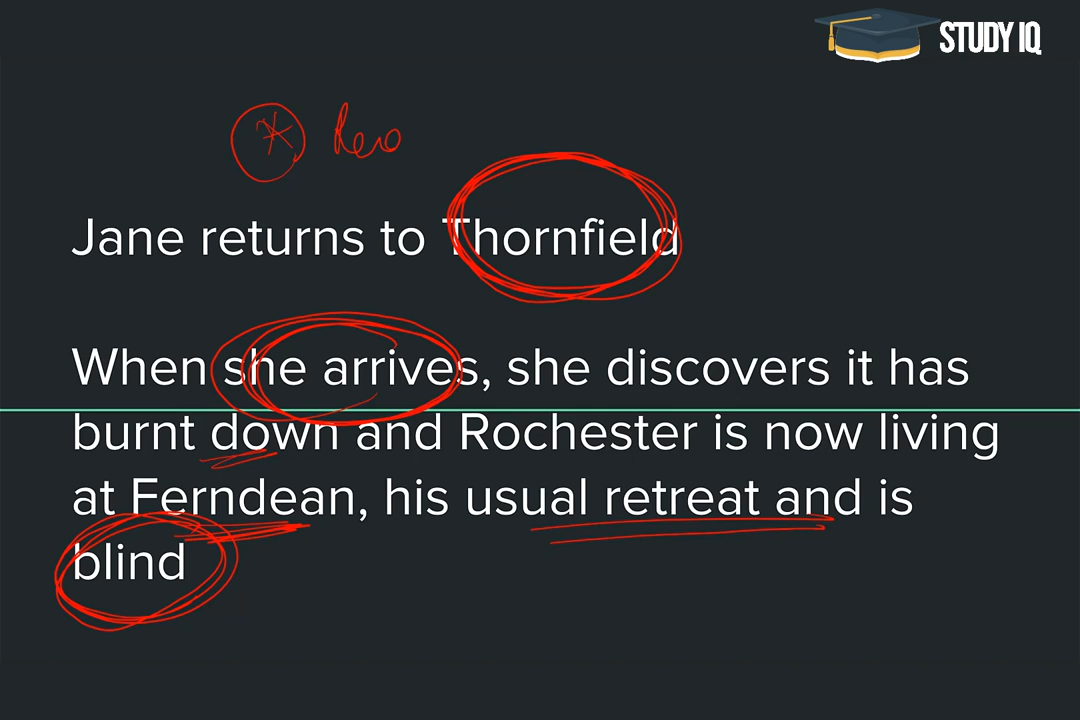 STUDY IQ
Jane returns to Thornfield
When she arrives, she discovers it has
burnt down and Rochester is now living
at Ferndean, his usual retreat and is
blind